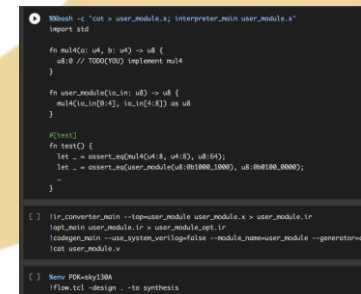 %%bash -c "cat > user_module.x; interpreter_main user_module.x"
import std
fn mul4(a: u4, b: u4) -> u8 {
u8:0 // TODO(YOU) implement mul4
}
fn user_module(io_in: u8) -> u8 {
mul4(io_in[0:4], io_in[4:8]) as u8
}
#[test]
fn test() {
let _ = assert_eq(mul4(u4:8, u4:8), u8:64);
let _ = assert_eq(user_module(u8:0b1000_1000), u8:0b0100_0000);
_
}
[ ] !ir_converter_main --top=user_module user_module.x > user_module.ir
!opt_main user_module.ir > user_module_opt.ir
!codegen_main --use_system_verilog=false --module_name=user_module --generator=
!cat user_module.v
[ ] %env PDK=sky130A
!flow.tcl -design . -to synthesis